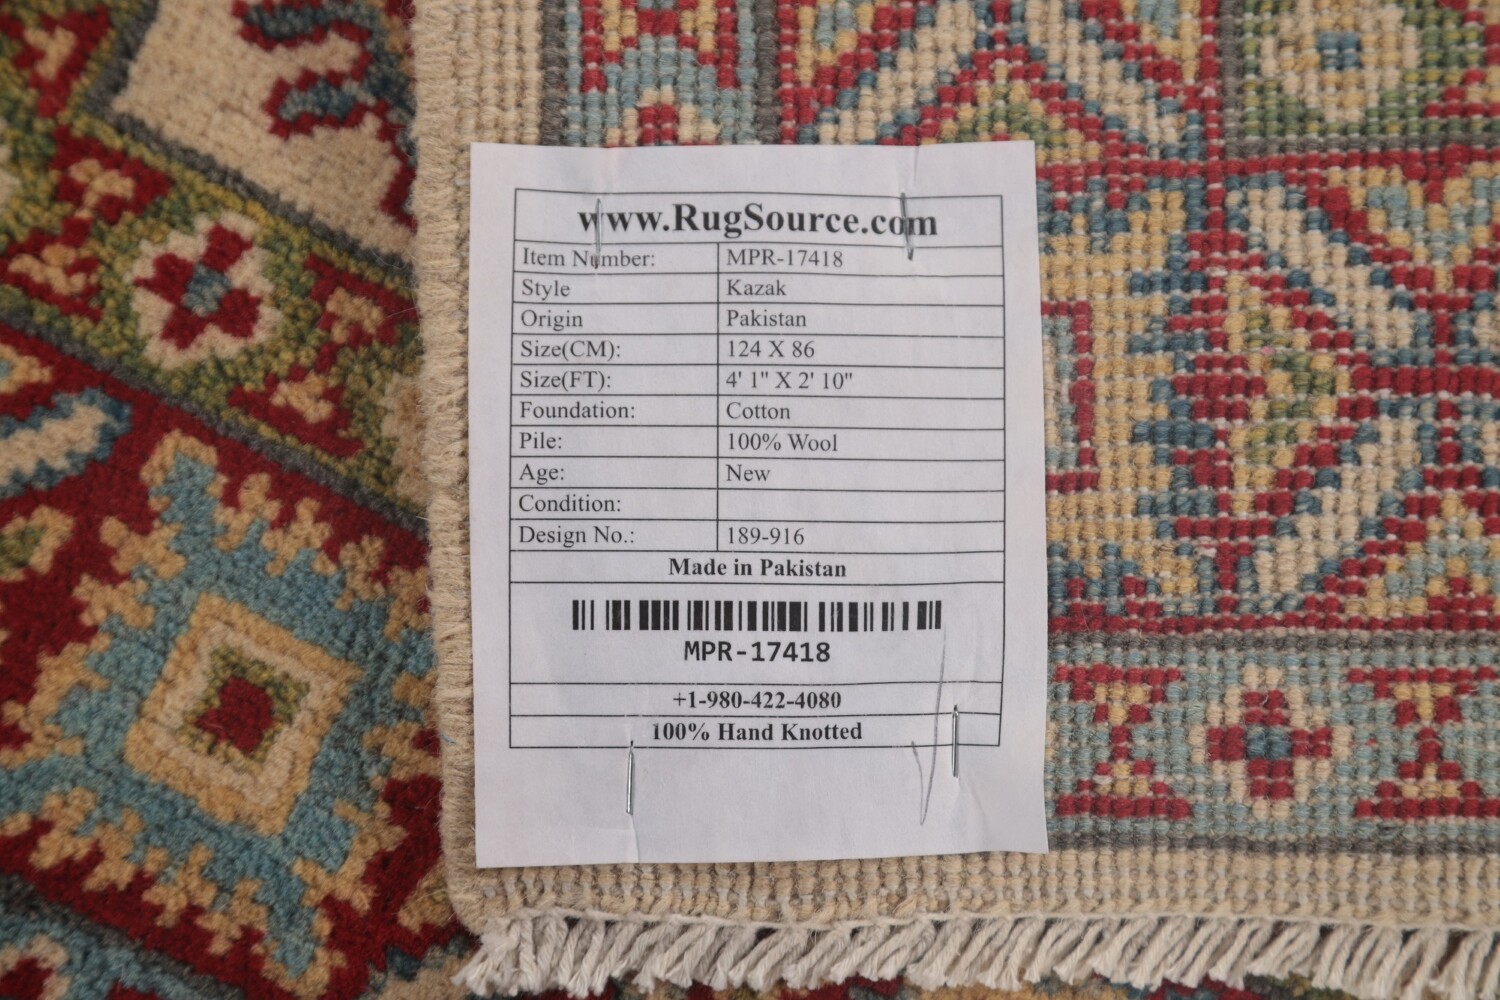 www.RugSource.com
Item Number: MPR-17418
Style Kazak
Origin Pakistan
Size(CM): 124 X 86
Size(FT): 4' 1" X 2' 10"
Foundation: Cotton
Pile: 100% Wool
Age: New
Condition:
Design No.: 189-916
Made in Pakistan
MPR-17418
+1-980-422-4080
100% Hand Knotted